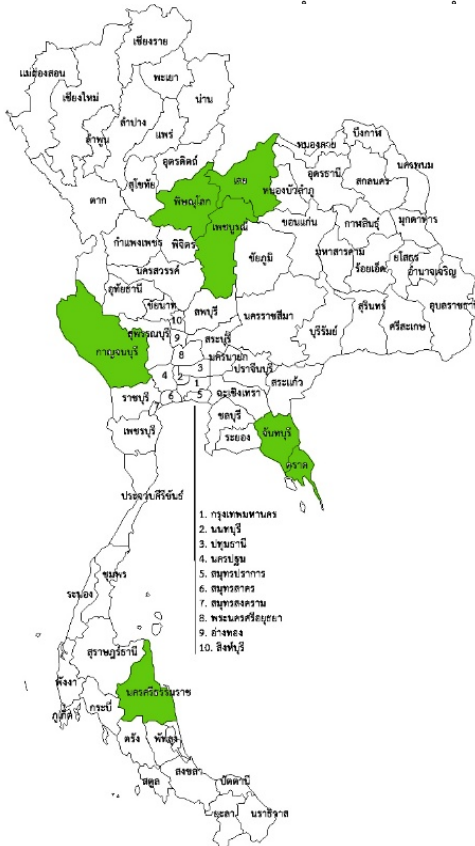 เชียงราย
แม่ฮ่องสอน
พะเยา
เชียงใหม่
น่าน
ลำปาง
ลำพูน
แพร่
อุตรดิตถ์
บึงกาฬ
หนองคาย
นครพนม
เลย
อุดรธานี
สกลนคร
สุโขทัย
ตาก
พิษณุโลก
หนองบัวลำภู
เพชรบูรณ์
ขอนแก่น
กาฬสินธุ์
มุกดาหาร
กำแพงเพชร
พิจิตร
ชัยภูมิ
มหาสารคาม
ร้อยเอ็ด
ยโสธร
อำนาจเจริญ
นครสวรรค์
อุทัยธานี
ชัยนาท
ลพบุรี
นครราชสีมา
บุรีรัมย์
สุรินทร์
ศรีสะเกษ
อุบลราชธานี
10
สุพรรณบุรี
9
สระบุรี
กาญจนบุรี
8
นครนายก
ปราจีนบุรี
4
2
3
1
สระแก้ว
ราชบุรี
6
5
ฉะเชิงเทรา
ชลบุรี
เพชรบุรี
ระยอง
จันทบุรี
ตราด
ประจวบคีรีขันธ์
1. กรุงเทพมหานคร
2. นนทบุรี
3. ปทุมธานี
4. นครปฐม
5. สมุทรปราการ
6. สมุทรสาคร
7. สมุทรสงคราม
8. พระนครศรีอยุธยา
9. อ่างทอง
10. สิงห์บุรี
ชุมพร
ระนอง
สุราษฎร์ธานี
พังงา
นครศรีธรรมราช
กระบี่
ภูเก็ต
ตรัง
พัทลุง
สงขลา
สตูล
ปัตตานี
ยะลา
นราธิวาส